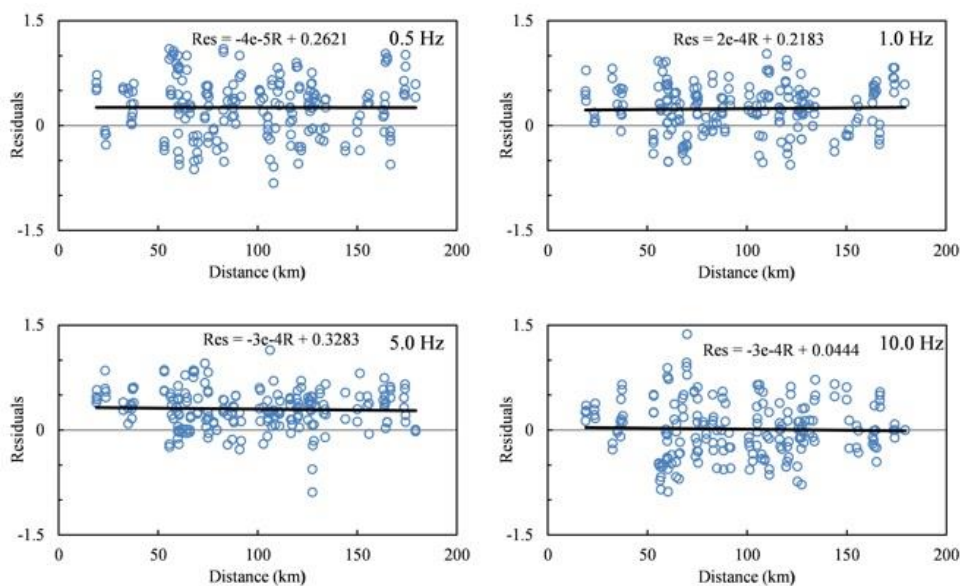 1.5
Res = -4e-5R + 0.2621
0.5 Hz
Residuals
0
-1.5
0
50
100
150
200
Distance (km)
1.5
Res = 2e-4R + 0.2183
1.0 Hz
Residuals
0
-1.5
0
50
100
150
200
Distance (km)
1.5
Res = -3e-4R + 0.3283
5.0 Hz
Residuals
0
-1.5
0
50
100
150
200
Distance (km)
1.5
Res = -3e-4R + 0.0444
10.0 Hz
Residuals
0
-1.5
0
50
100
150
200
Distance (km)